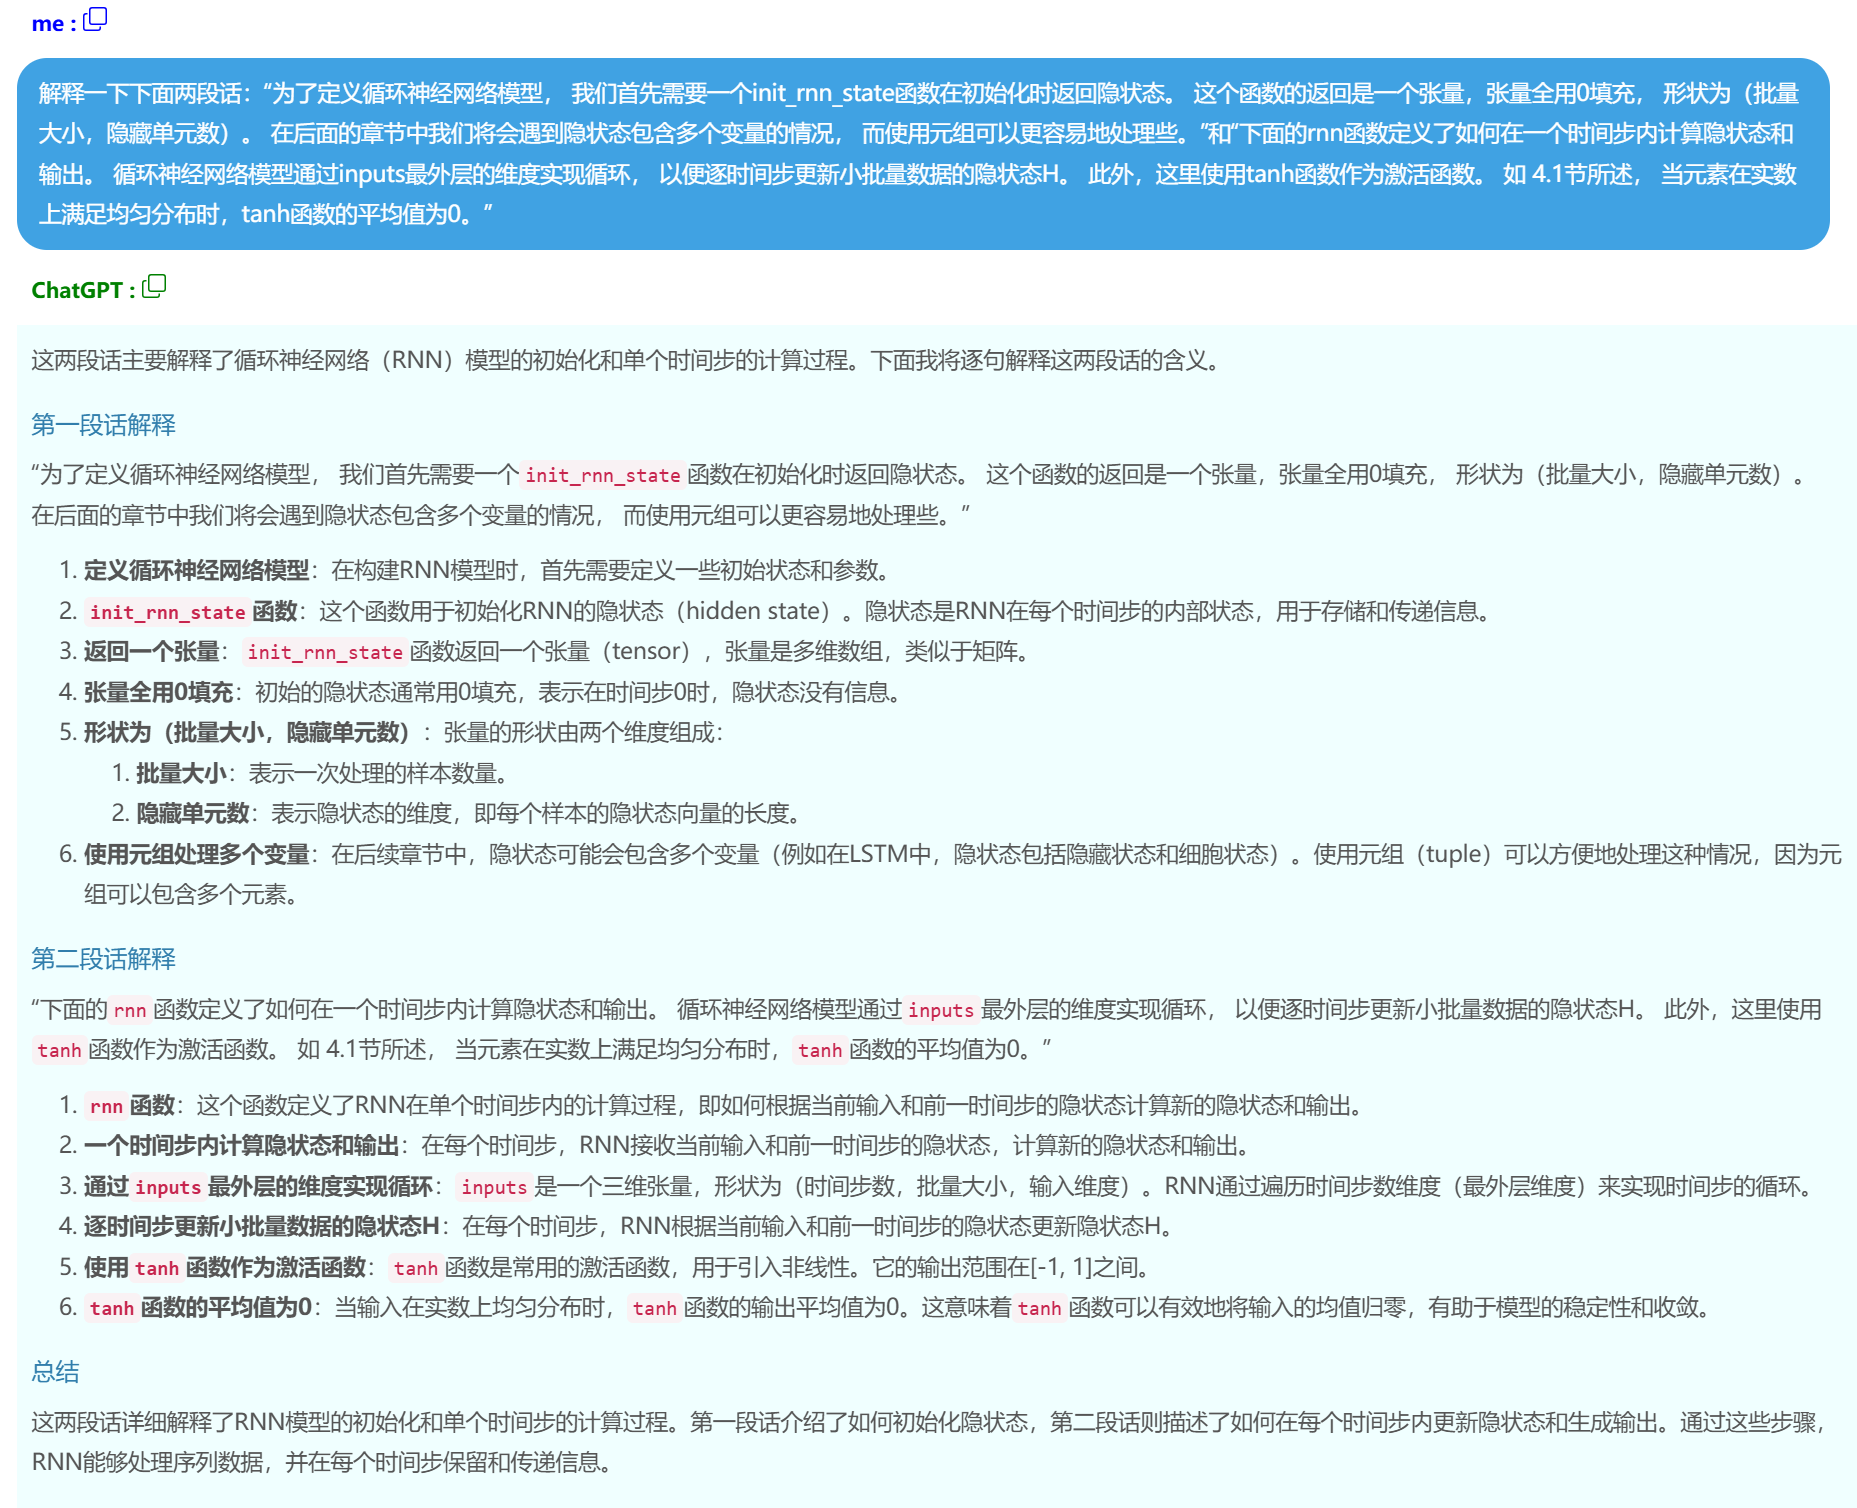 me :
解释一下下面两段话：“为了定义循环神经网络模型， 我们首先需要一个init_rnn_state函数在初始化时返回隐状态。 这个函数的返回是一个张量，张量全用0填充， 形状为（批量
大小，隐藏单元数）。 在后面的章节中我们将会遇到隐状态包含多个变量的情况， 而使用元组可以更容易地处理些。”和“下面的rnn函数定义了如何在一个时间步内计算隐状态和
输出。 循环神经网络模型通过inputs最外层的维度实现循环， 以便逐时间步更新小批量数据的隐状态H。 此外，这里使用tanh函数作为激活函数。 如 4.1节所述， 当元素在实数
上满足均匀分布时，tanh函数的平均值为0。”
ChatGPT :
这两段话主要解释了循环神经网络（RNN）模型的初始化和单个时间步的计算过程。下面我将逐句解释这两段话的含义。
第一段话解释
“为了定义循环神经网络模型， 我们首先需要一个 init_rnn_state 函数在初始化时返回隐状态。 这个函数的返回是一个张量，张量全用0填充， 形状为（批量大小，隐藏单元数）。
在后面的章节中我们将会遇到隐状态包含多个变量的情况， 而使用元组可以更容易地处理些。”
1. 定义循环神经网络模型：在构建RNN模型时，首先需要定义一些初始状态和参数。
2. init_rnn_state 函数：这个函数用于初始化RNN的隐状态（hidden state）。隐状态是RNN在每个时间步的内部状态，用于存储和传递信息。
3. 返回一个张量： init_rnn_state 函数返回一个张量（tensor），张量是多维数组，类似于矩阵。
4. 张量全用0填充：初始的隐状态通常用0填充，表示在时间步0时，隐状态没有信息。
5. 形状为（批量大小，隐藏单元数）：张量的形状由两个维度组成：
1. 批量大小：表示一次处理的样本数量。
2. 隐藏单元数：表示隐状态的维度，即每个样本的隐状态向量的长度。
6. 使用元组处理多个变量：在后续章节中，隐状态可能会包含多个变量（例如在LSTM中，隐状态包括隐藏状态和细胞状态）。使用元组（tuple）可以方便地处理这种情况，因为元
组可以包含多个元素。
第二段话解释
“下面的 rnn 函数定义了如何在一个时间步内计算隐状态和输出。 循环神经网络模型通过 inputs 最外层的维度实现循环， 以便逐时间步更新小批量数据的隐状态H。 此外，这里使用
tanh 函数作为激活函数。 如 4.1节所述， 当元素在实数上满足均匀分布时， tanh 函数的平均值为0。”
1. rnn 函数：这个函数定义了RNN在单个时间步内的计算过程，即如何根据当前输入和前一时间步的隐状态计算新的隐状态和输出。
2. 一个时间步内计算隐状态和输出：在每个时间步，RNN接收当前输入和前一时间步的隐状态，计算新的隐状态和输出。
3. 通过 inputs 最外层的维度实现循环： inputs 是一个三维张量，形状为（时间步数，批量大小，输入维度）。RNN通过遍历时间步数维度（最外层维度）来实现时间步的循环。
4. 逐时间步更新小批量数据的隐状态H：在每个时间步，RNN根据当前输入和前一时间步的隐状态更新隐状态H。
5. 使用 tanh 函数作为激活函数： tanh 函数是常用的激活函数，用于引入非线性。它的输出范围在[-1, 1]之间。
6. tanh 函数的平均值为0：当输入在实数上均匀分布时， tanh 函数的输出平均值为0。这意味着 tanh 函数可以有效地将输入的均值归零，有助于模型的稳定性和收敛。
总结
这两段话详细解释了RNN模型的初始化和单个时间步的计算过程。第一段话介绍了如何初始化隐状态，第二段话则描述了如何在每个时间步内更新隐状态和生成输出。通过这些步骤，
RNN能够处理序列数据，并在每个时间步保留和传递信息。